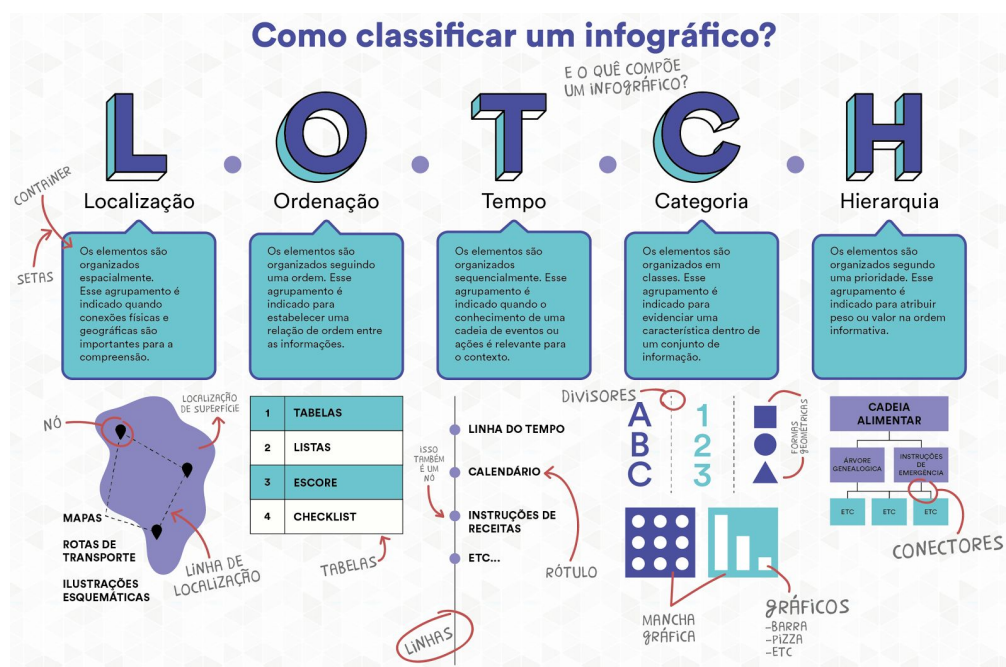 Como classificar um infográfico?
E O QUÊ COMPÕE
UM INFOGRÁFICO?
L
O
T
C
H
Localização
Ordenação
Tempo
Categoria
Hierarquia
CONTAINER
SETAS
Os elementos são
organizados
espacialmente.
Esse agrupamento é
indicado quando
conexões físicas e
geográficas são
importantes para a
compreensão.
Os elementos são
organizados seguindo
uma ordem. Esse
agrupamento é
indicado para
estabelecer uma
relação de ordem entre
as informações.
Os elementos são
organizados
sequencialmente. Esse
agrupamento é
indicado quando o
conhecimento de uma
cadeia de eventos ou
ações é relevante para
o contexto.
Os elementos são
organizados em
classes. Esse
agrupamento é
indicado para
evidenciar uma
característica dentro de
um conjunto de
informação.
Os elementos são
organizados segundo
uma prioridade. Esse
agrupamento é
indicado para atribuir
peso ou valor na ordem
informativa.
NÓ
LOCALIZAÇÃO
DE SUPERFÍCIE
MAPAS
ROTAS DE
TRANSPORTE
ILUSTRAÇÕES
ESQUEMÁTICAS
LINHA DE
LOCALIZAÇÃO
1 TABELAS
2 LISTAS
3 ESCORE
4 CHECKLIST
TABELAS
ISSO
TAMBÉM
É UM
NÓ
LINHA DO TEMPO
CALENDÁRIO
INSTRUÇÕES DE
RECEITAS
ETC...
RÓTULO
LINHAS
DIVISORES
A
B
C
1
2
3
FORMAS
GEOMÉTRICAS
MANCHA
GRÁFICA
GRÁFICOS
-BARRA
-PIZZA
-ETC
CADEIA
ALIMENTAR
ÁRVORE
GENEALOGICA
INSTRUÇÕES
DE
EMERGÊNCIA
ETC
ETC
ETC
CONECTORES